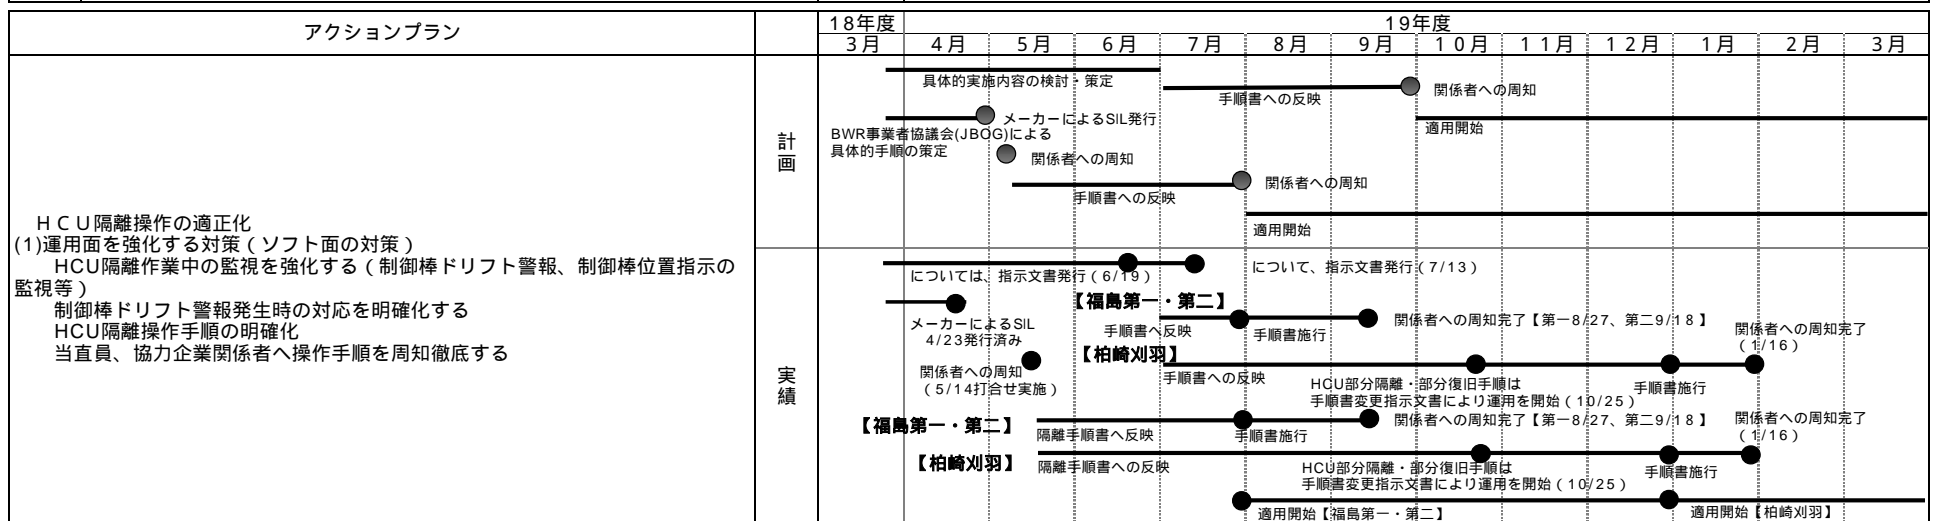 アクションプラン
18年度
19年度
3月 4月 5月 6月 7月 8月 9月 10月 11月 12月 1月 2月 3月
ＨＣＵ隔離操作の適正化
(1)運用面を強化する対策（ソフト面の対策）
HCU隔離作業中の監視を強化する（制御棒ドリフト警報、制御棒位置指示の
監視等）
制御棒ドリフト警報発生時の対応を明確化する
HCU隔離操作手順の明確化
当直員、協力企業関係者へ操作手順を周知徹底する
計画
具体的実施内容の検討・策定
手順書への反映
関係者への周知
メーカーによるSIL発行
適用開始
BWR事業者協議会(JBOG)による
具体的手順の策定
関係者への周知
手順書への反映
関係者への周知
適用開始
実績
については、指示文書発行（6/19）
について、指示文書発行（7/13）
【福島第一・第二】
メーカーによるSIL
4/23発行済み
手順書へ反映
手順書施行
関係者への周知完了【第一8/27、第二9/18】
関係者への周知完了
（1/16）
【柏崎刈羽】
関係者への周知
（5/14打合せ実施）
手順書への反映
HCU部分隔離・部分復旧手順は
手順書変更指示文書により運用を開始（10/25）
手順書施行
【福島第一・第二】
隔離手順書へ反映
手順書施行
関係者への周知完了【第一8/27、第二9/18】
関係者への周知完了
（1/16）
【柏崎刈羽】
隔離手順書への反映
HCU部分隔離・部分復旧手順は
手順書変更指示文書により運用を開始（10/25）
手順書施行
適用開始【福島第一・第二】
適用開始【柏崎刈羽】